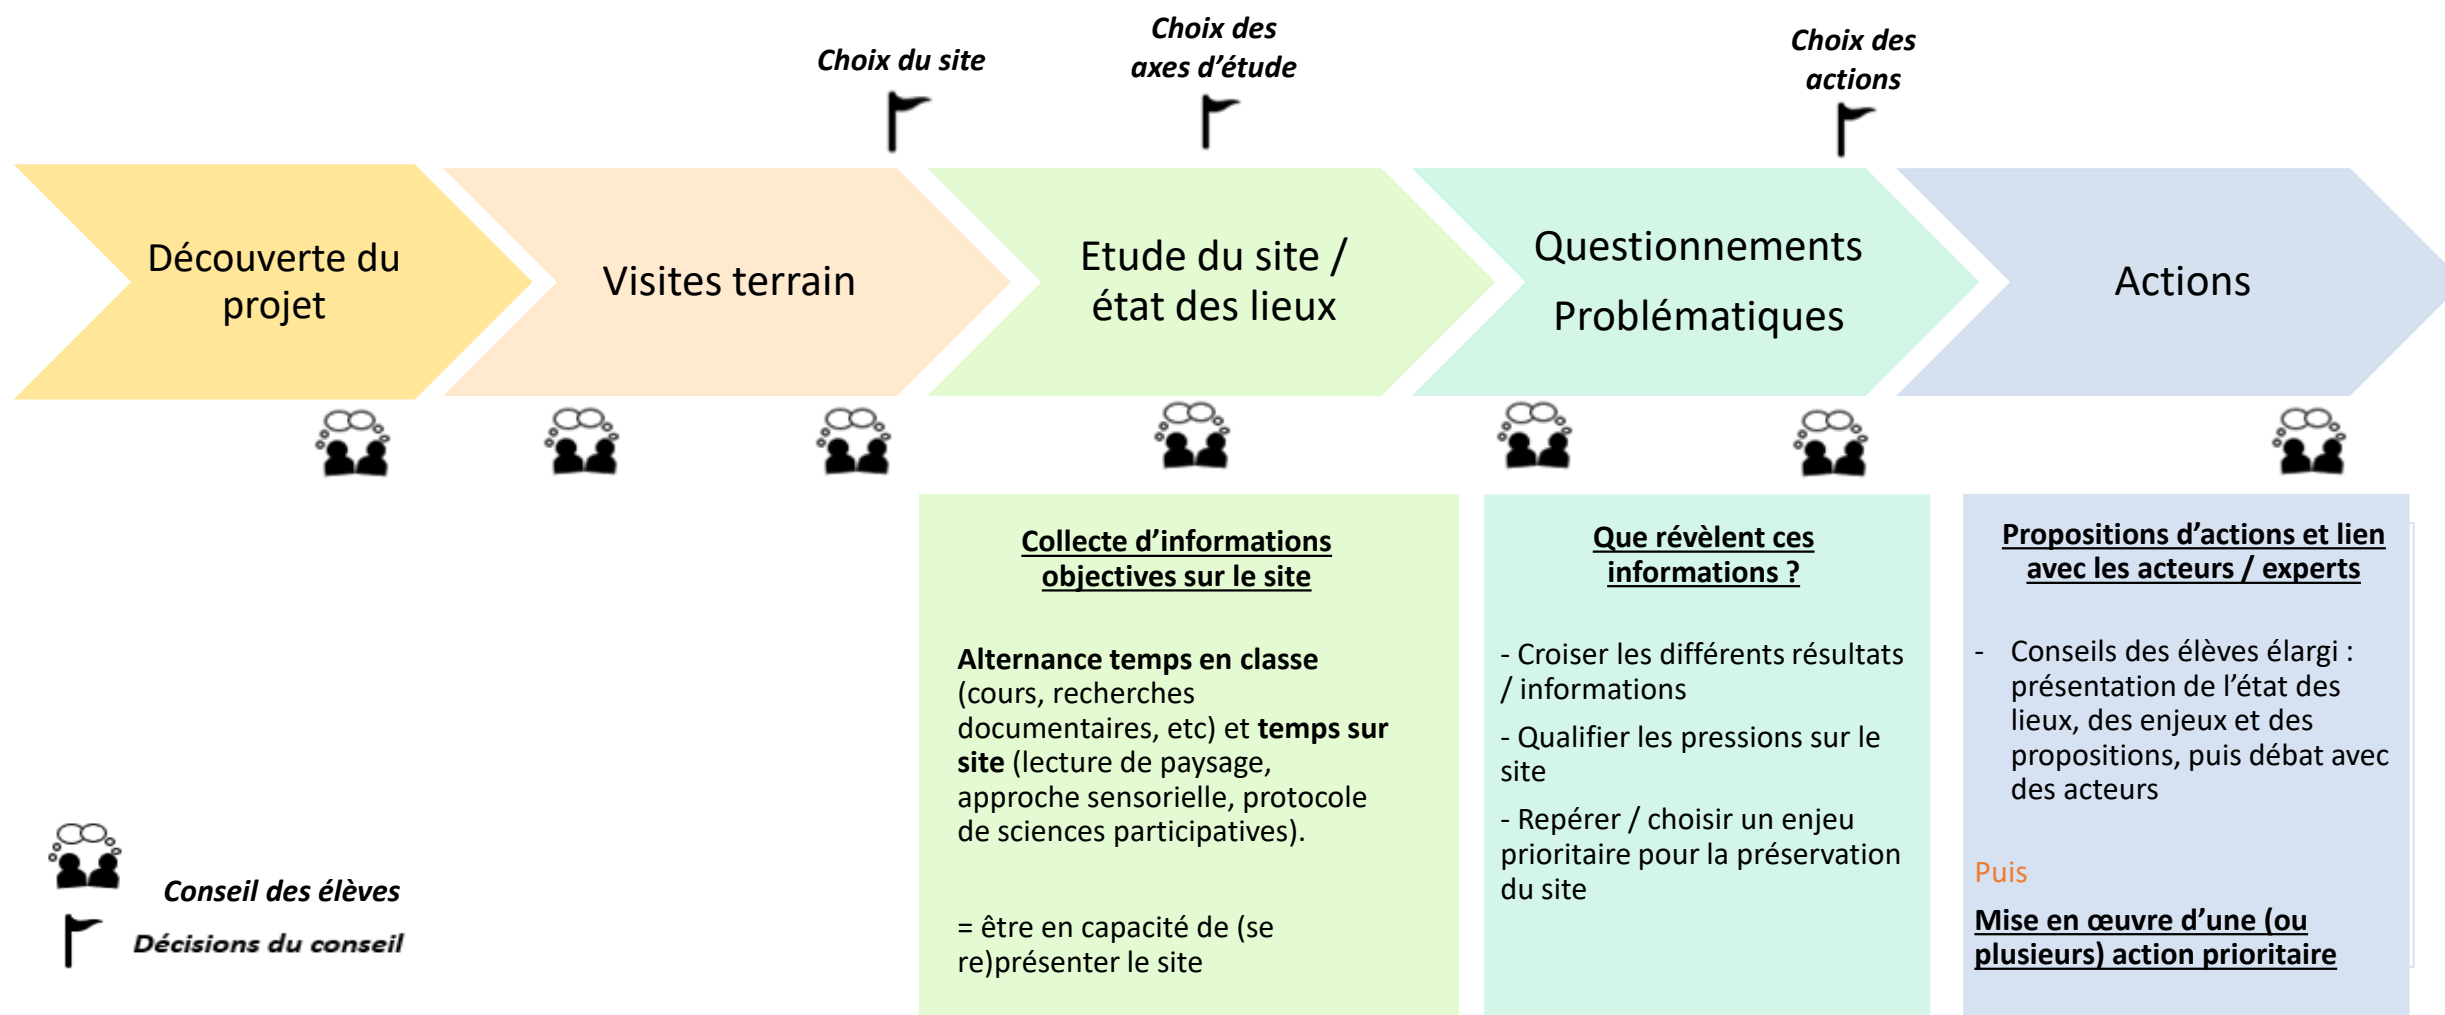 Choix du site
Choix des
axes d’étude
Choix des
actions
Découverte du
projet
Visites terrain
Etude du site /
état des lieux
Questionnements
Problématiques
Actions
Collecte d’informations
objectives sur le site
Alternance temps en classe
(cours, recherches
documentaires, etc) et temps sur
site (lecture de paysage,
approche sensorielle, protocole
de sciences participatives).
= être en capacité de (se
re)présenter le site
Que révèlent ces
informations ?
- Croiser les différents résultats
/ informations
- Qualifier les pressions sur le
site
- Repérer / choisir un enjeu
prioritaire pour la préservation
du site
Propositions d’actions et lien
avec les acteurs / experts
- Conseils des élèves élargi :
présentation de l’état des
lieux, des enjeux et des
propositions, puis débat avec
des acteurs
Puis
Mise en œuvre d’une (ou
plusieurs) action prioritaire
Conseil des élèves
Décisions du conseil